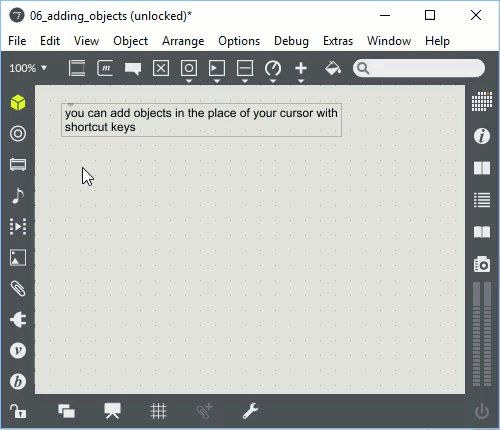 06_adding_objects (unlocked)*
File Edit View Object Arrange Options Debug Extras Window Help
100%
you can add objects in the place of your cursor with
shortcut keys